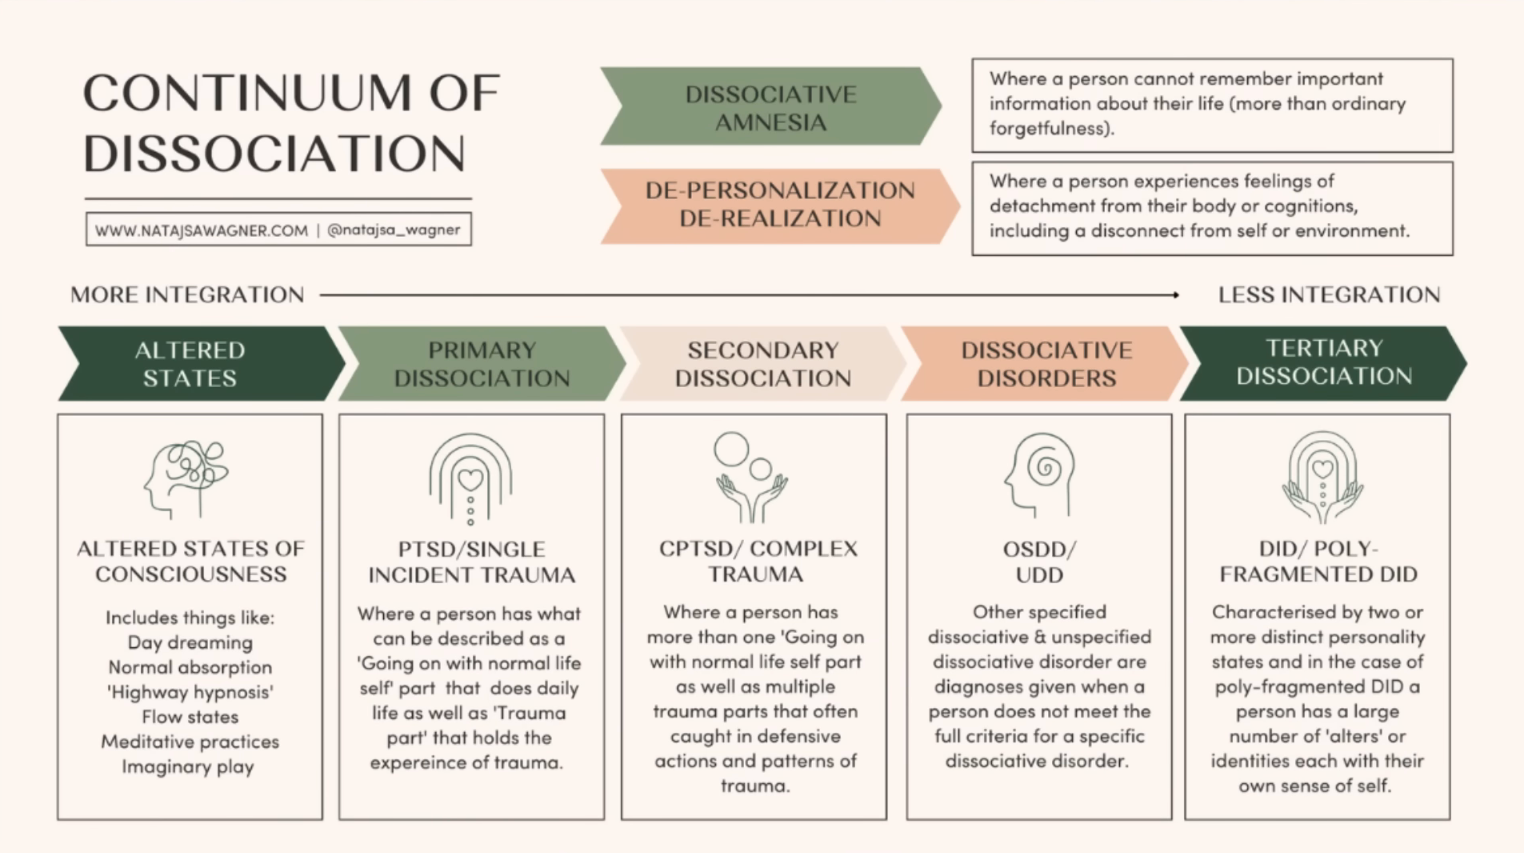 CONTINUUM OF
DISSOCIATION
WWW.NATAJSAWAGNER.COM | @natajsa_wagner
DISSOCIATIVE
AMNESIA
Where a person cannot remember important
information about their life (more than ordinary
forgetfulness).
DE-PERSONALIZATION
DE-REALIZATION
Where a person experiences feelings of
detachment from their body or cognitions,
including a disconnect from self or environment.
MORE INTEGRATION
LESS INTEGRATION
ALTERED
STATES
PRIMARY
DISSOCIATION
SECONDARY
DISSOCIATION
DISSOCIATIVE
DISORDERS
TERTIARY
DISSOCIATION
ALTERED STATES OF
CONSCIOUSNESS
Includes things like:
Day dreaming
Normal absorption
'Highway hypnosis'
Flow states
Meditative practices
Imaginary play
PTSD/SINGLE
INCIDENT TRAUMA
Where a person has what
can be described as a
'Going on with normal life
self' part that does daily
life as well as 'Trauma
part' that holds the
expereince of trauma.
CPTSD/ COMPLEX
TRAUMA
Where a person has
more than one 'Going on
with normal life self part
as well as multiple
trauma parts that often
caught in defensive
actions and patterns of
trauma.
OSDD/
UDD
Other specified
dissociative & unspecified
dissociative disorder are
diagnoses given when a
person does not meet the
full criteria for a specific
dissociative disorder.
DID/ POLY-
FRAGMENTED DID
Characterised by two or
more distinct personality
states and in the case of
poly-fragmented DID a
person has a large
number of 'alters' or
identities each with their
own sense of self.